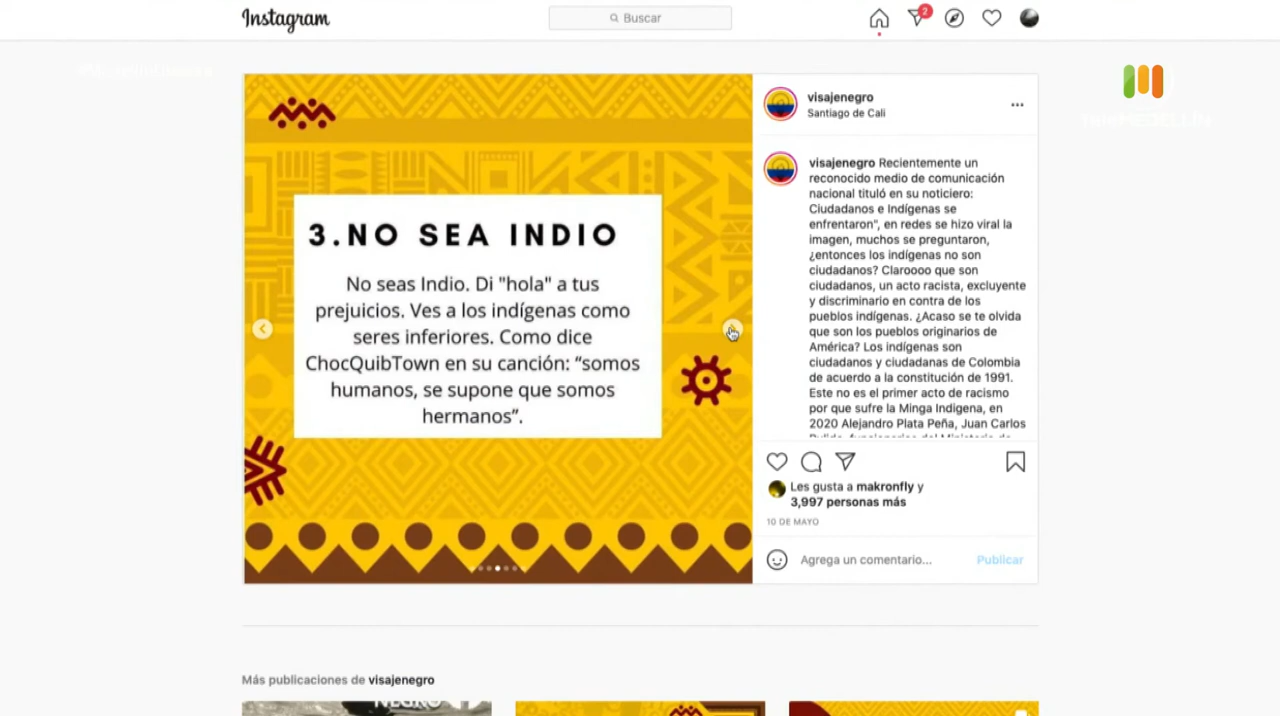 Instagram
Buscar
2
TELEMEDELLÍN
visajenegro
Santiago de Cali
3.NO SEA INDIO
No seas Indio. Di "hola" a tus
prejuicios. Ves a los indígenas como
seres inferiores. Como dice
ChocQuibTown en su canción: “somos
humanos, se supone que somos
hermanos”.
visajenegro Recientemente un
reconocido medio de comunicación
nacional tituló en su noticiero:
Ciudadanos e Indígenas se
enfrentaron", en redes se hizo viral la
imagen, muchos se preguntaron,
¿entonces los indígenas no son
ciudadanos? Claroooo que son
ciudadanos, un acto racista, excluyente
y discriminario en contra de los
pueblos indígenas. ¿Acaso se te olvida
que son los pueblos originarios de
América? Los indígenas son
ciudadanos y ciudadanas de Colombia
de acuerdo a la constitución de 1991.
Este no es el primer acto de racismo
por que sufre la Minga Indigena, en
2020 Alejandro Plata Peña, Juan Carlos
Les gusta a makronfly y
3,997 personas más
10 DE MAYO
Agrega un comentario...
Publicar
Más publicaciones de visajenegro
NEGRO